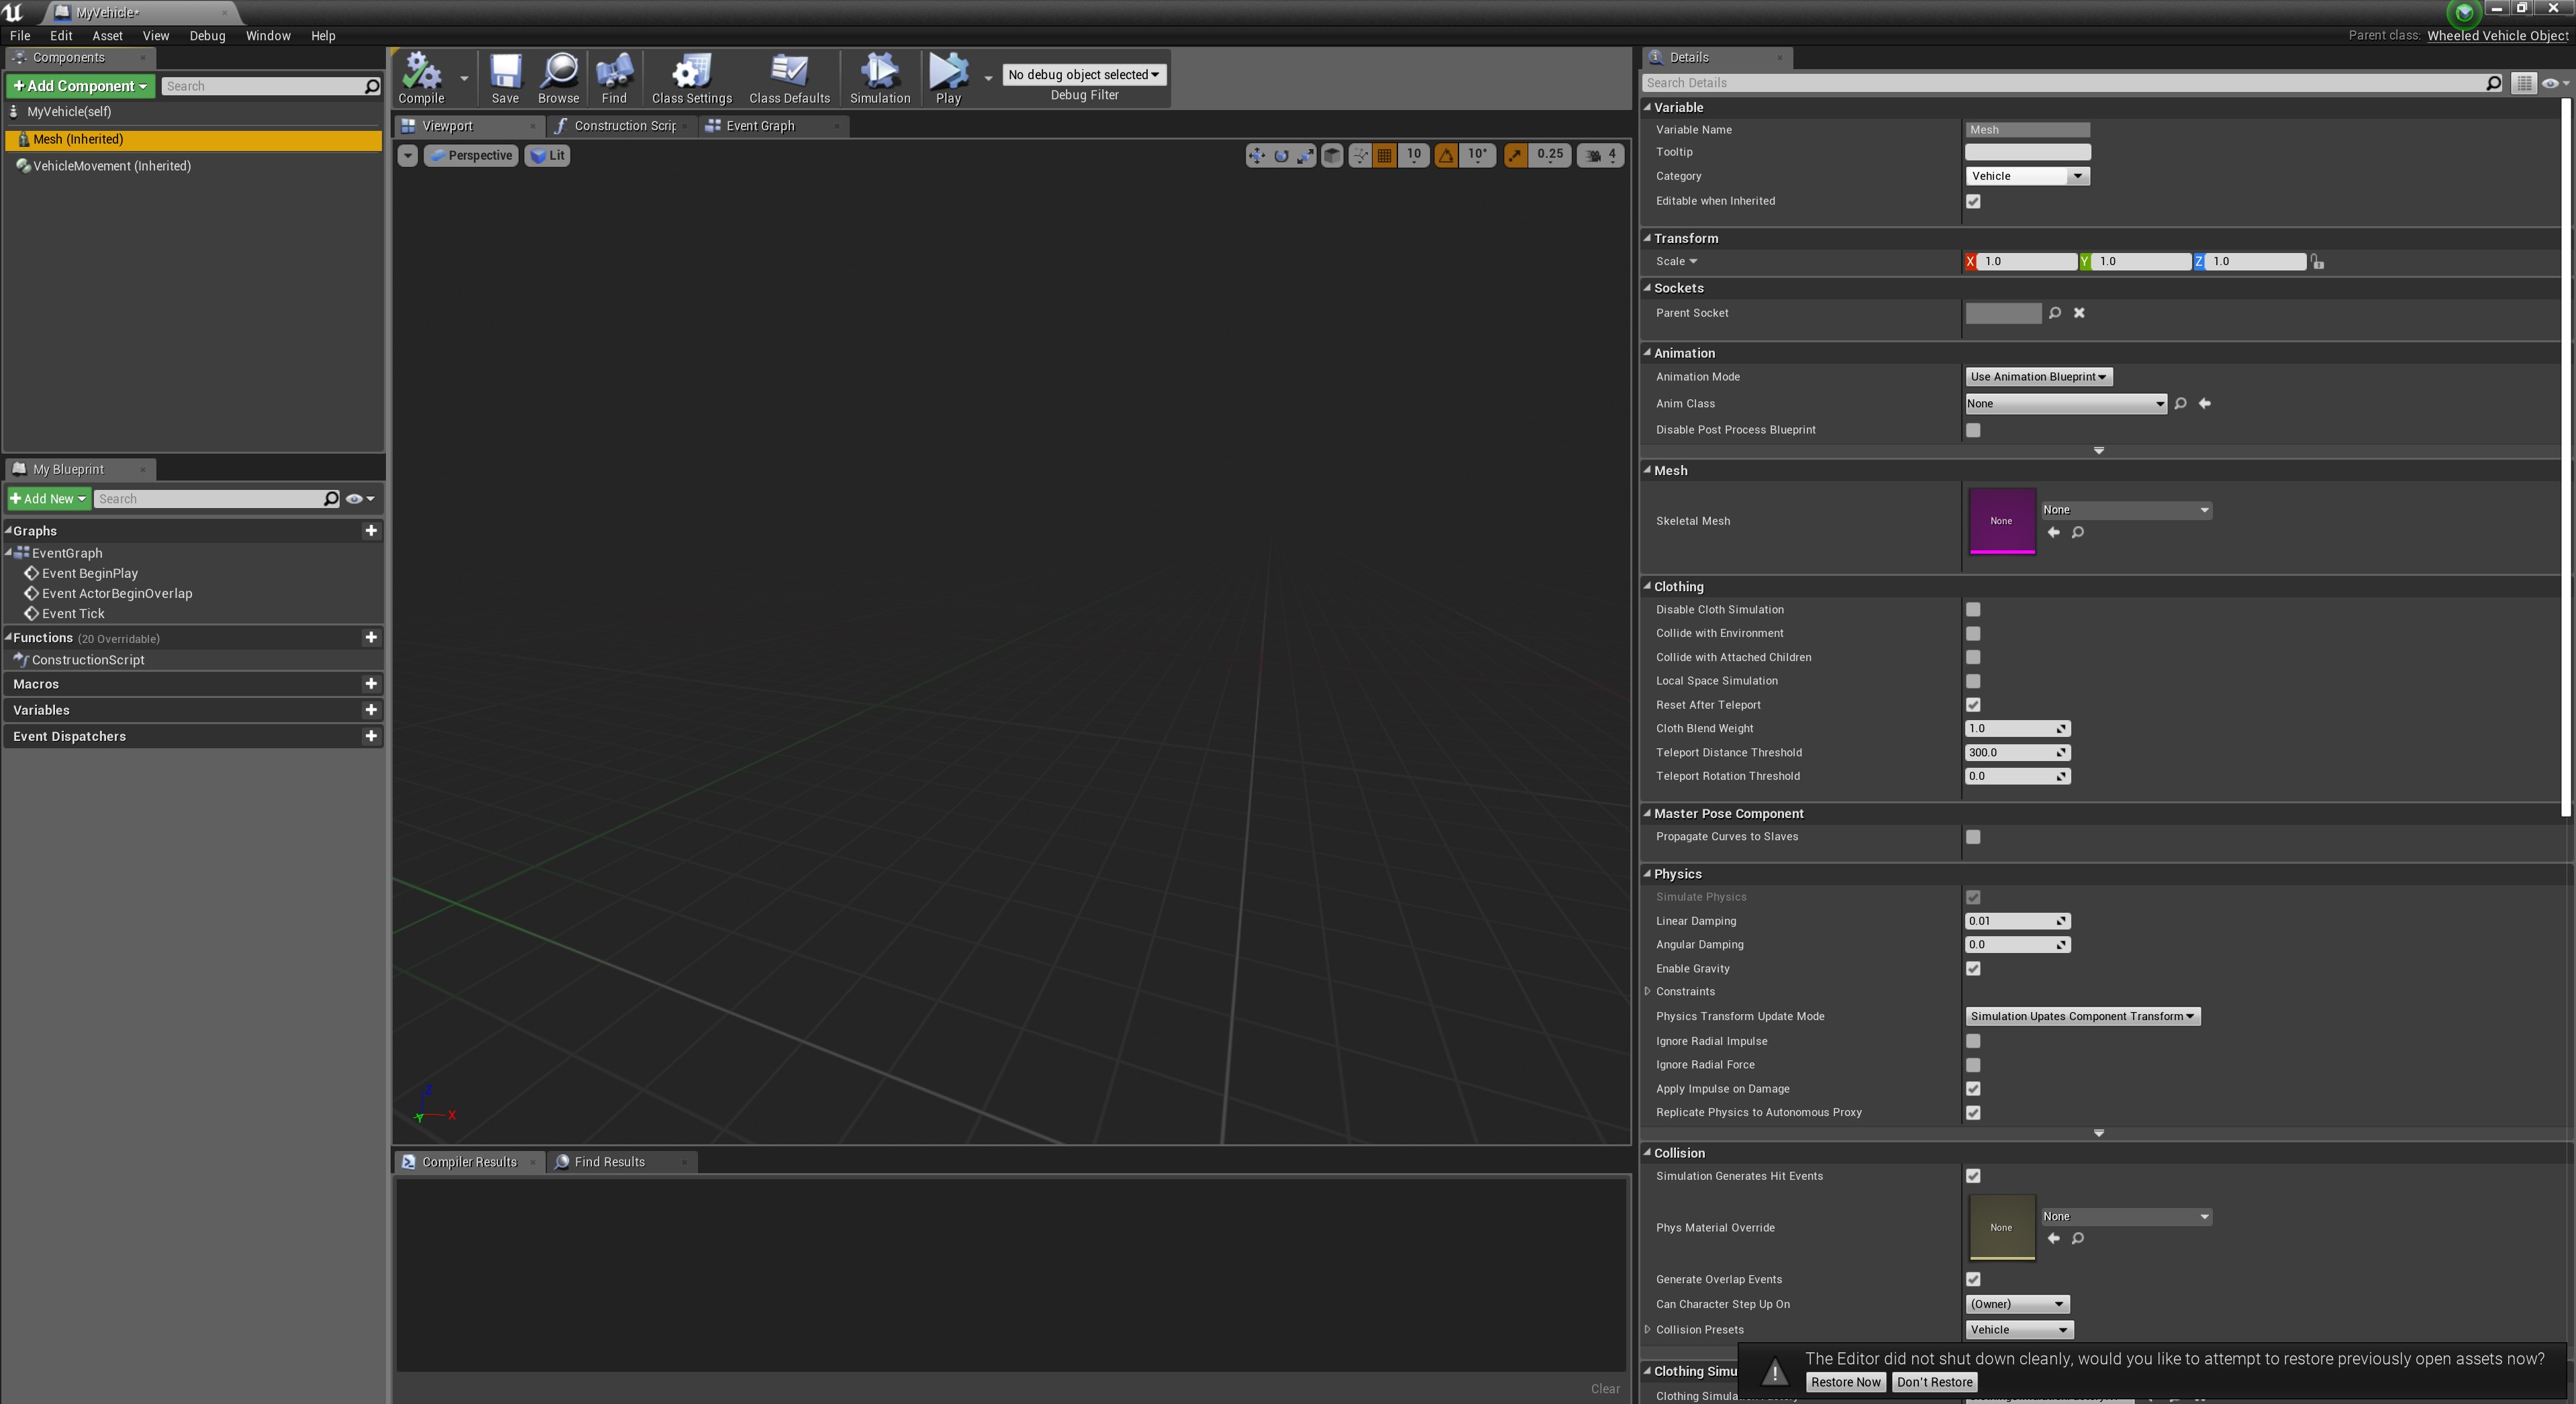 MyVehicle*
File Edit Asset View Debug Window Help
Parent class: Wheeled Vehicle Object
Components
+Add Component
Search
MyVehicle(self)
Mesh (Inherited)
VehicleMovement (Inherited)
My Blueprint
+Add New
Search
Graphs
EventGraph
Event BeginPlay
Event ActorBeginOverlap
Event Tick
Functions (20 Overridable)
ConstructionScript
Macros
Variables
Event Dispatchers
Compile Save Browse Find Class Settings Class Defaults Simulation Play
No debug object selected
Debug Filter
Viewport
Construction Scrip
Event Graph
Perspective Lit
10 10° 0.25 4
Z
Y X
Compiler Results
Find Results
Clear
Details
Search Details
Variable
Variable Name Mesh
Tooltip
Category Vehicle
Editable when Inherited
Transform
Scale X 1.0 Y 1.0 Z 1.0
Sockets
Parent Socket
Animation
Animation Mode Use Animation Blueprint
Anim Class None
Disable Post Process Blueprint
Mesh
Skeletal Mesh None None
Clothing
Disable Cloth Simulation
Collide with Environment
Collide with Attached Children
Local Space Simulation
Reset After Teleport
Cloth Blend Weight 1.0
Teleport Distance Threshold 300.0
Teleport Rotation Threshold 0.0
Master Pose Component
Propagate Curves to Slaves
Physics
Simulate Physics
Linear Damping 0.01
Angular Damping 0.0
Enable Gravity
Constraints
Physics Transform Update Mode Simulation Upates Component Transform
Ignore Radial Impulse
Ignore Radial Force
Apply Impulse on Damage
Replicate Physics to Autonomous Proxy
Collision
Simulation Generates Hit Events
Phys Material Override None None
Generate Overlap Events
Can Character Step Up On (Owner)
Collision Presets Vehicle
Clothing Simu
Clothing Simula
The Editor did not shut down cleanly, would you like to attempt to restore previously open assets now?
Restore Now Don't Restore